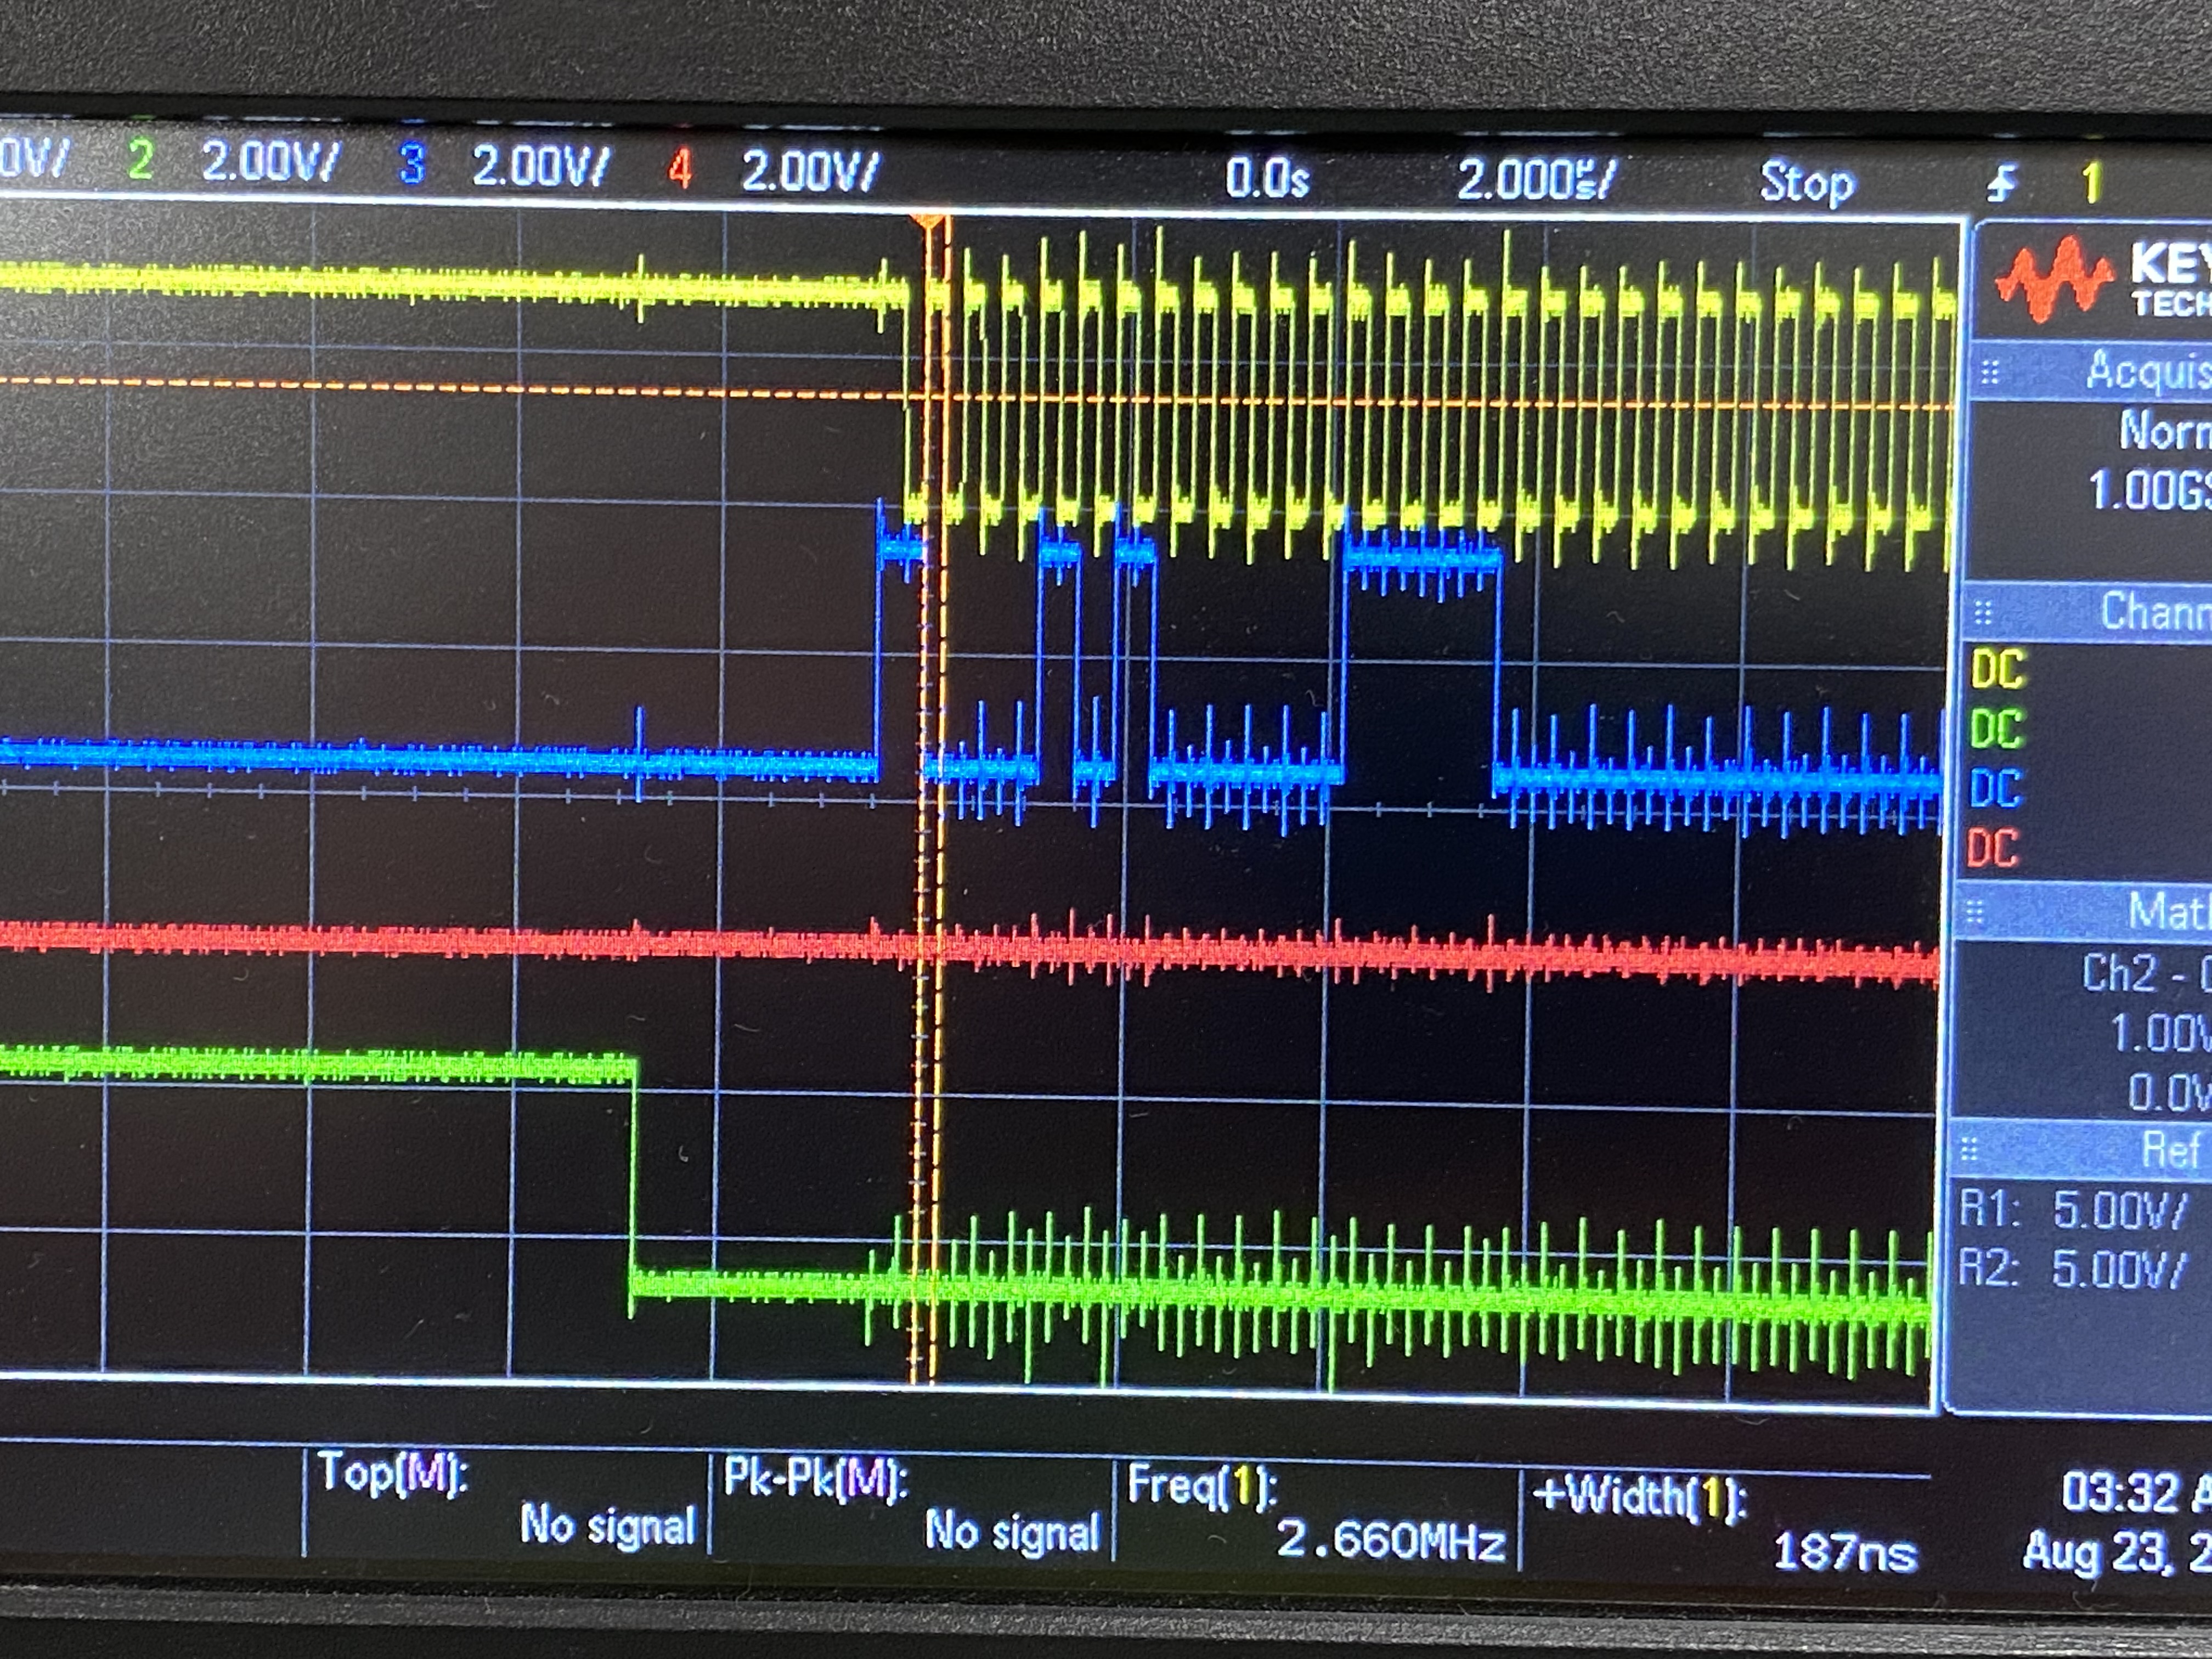 0V/ 2 2.00V/ 3 2.00V/ 4 2.00V/ 0.0s 2.000µs/ Stop 1
KEY
TECH
Acquis
Norm
1.00GS
Chann
DC
DC
DC
DC
Mat
Ch2 - C
1.00V
0.0V
Ref
R1: 5.00V/
R2: 5.00V/
Top(M):
No signal
Pk-Pk(M):
No signal
Freq(1):
2.660MHz
+Width(1):
187ns
03:32 A
Aug 23, 2